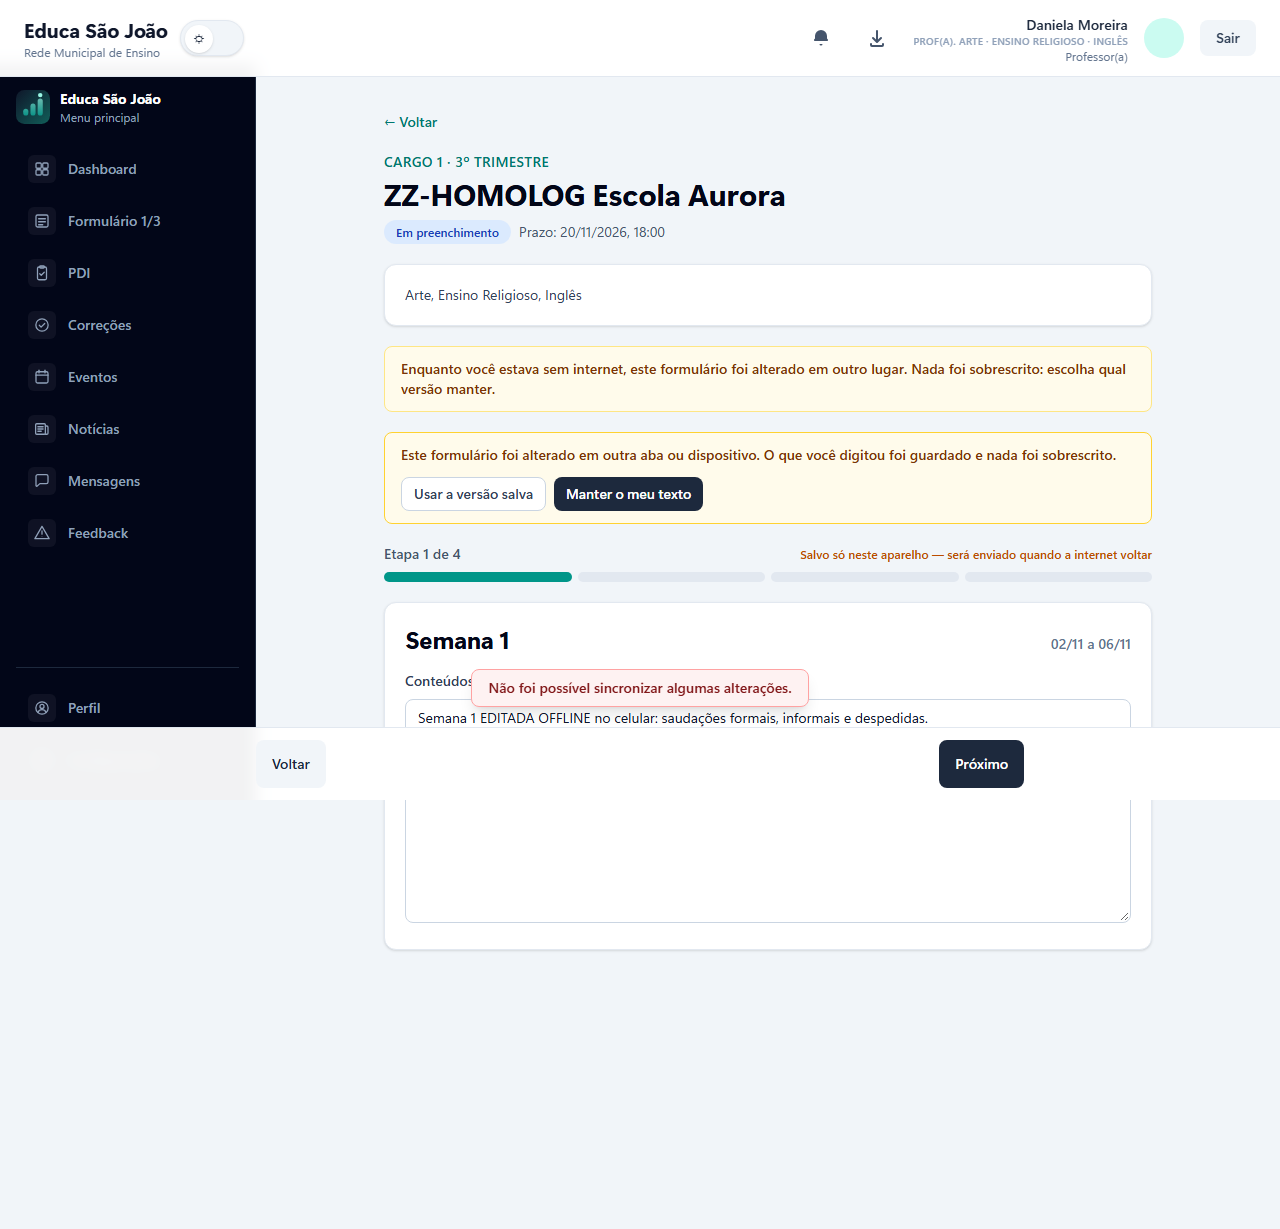 Educa São João
Rede Municipal de Ensino
Daniela Moreira
PROF(A). ARTE · ENSINO RELIGIOSO · INGLÊS
Professor(a)
Sair
Educa São João
Menu principal
Dashboard
Formulário 1/3
PDI
Correções
Eventos
Notícias
Mensagens
Feedback
Perfil
← Voltar
CARGO 1 · 3º TRIMESTRE
ZZ-HOMOLOG Escola Aurora
Em preenchimento
Prazo: 20/11/2026, 18:00
Arte, Ensino Religioso, Inglês
Enquanto você estava sem internet, este formulário foi alterado em outro lugar. Nada foi sobrescrito: escolha qual
versão manter.
Este formulário foi alterado em outra aba ou dispositivo. O que você digitou foi guardado e nada foi sobrescrito.
Usar a versão salva
Manter o meu texto
Etapa 1 de 4
Salvo só neste aparelho — será enviado quando a internet voltar
Semana 1
02/11 a 06/11
Conteúdos
Não foi possível sincronizar algumas alterações.
Semana 1 EDITADA OFFLINE no celular: saudações formais, informais e despedidas.
Voltar
Próximo